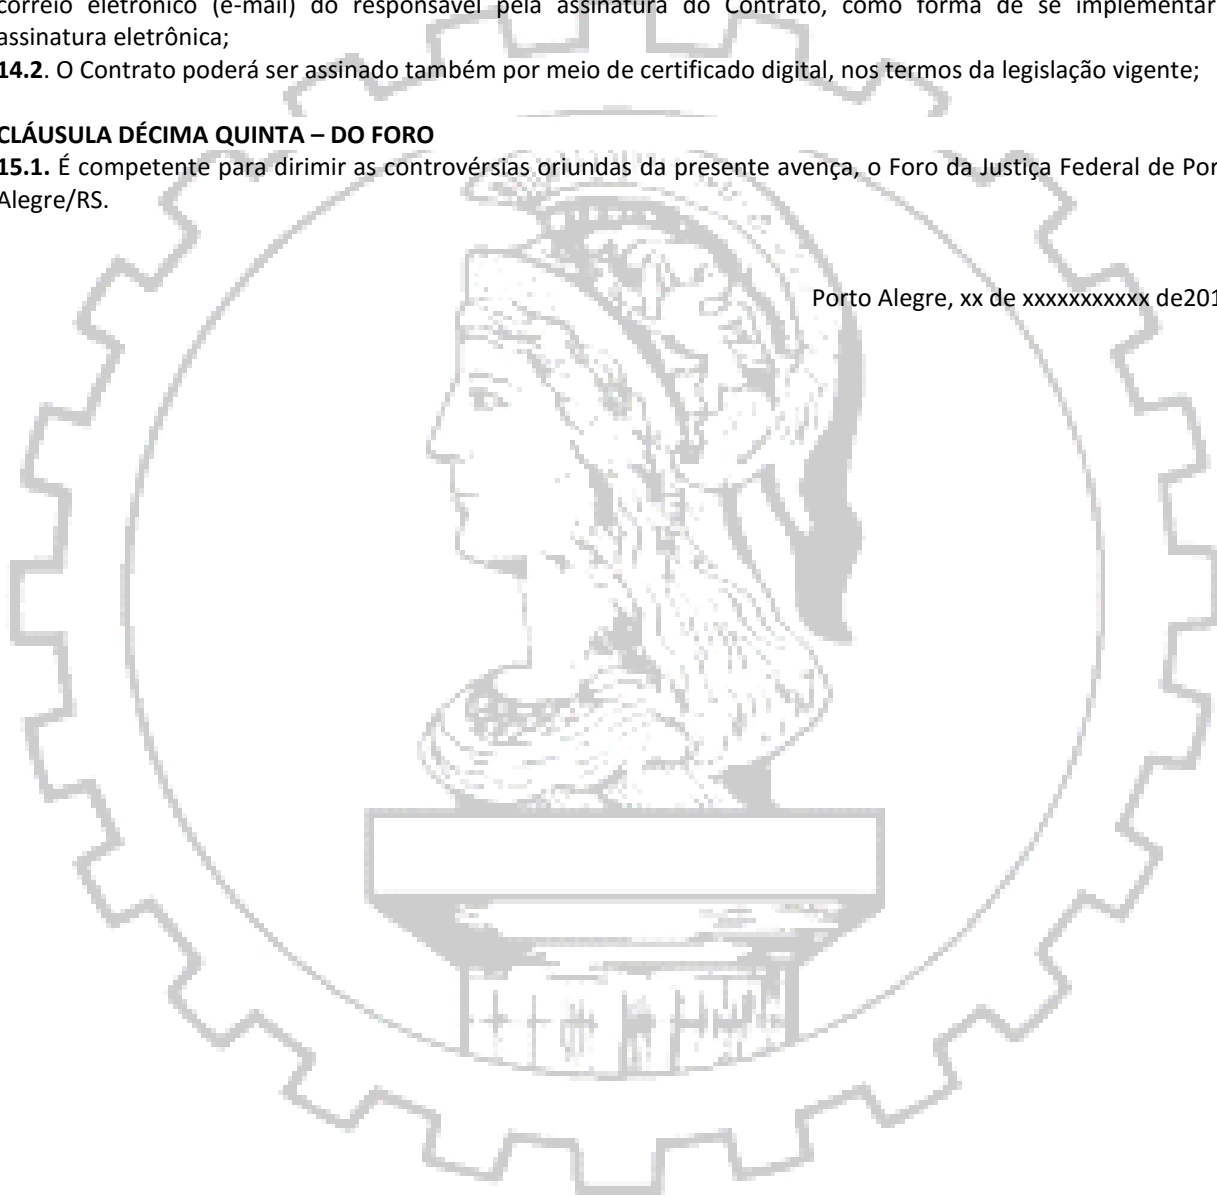 correio eletrônico (e-mail) do responsável pela assinatura do Contrato, como forma de se implementar
assinatura eletrônica;
14.2. O Contrato poderá ser assinado também por meio de certificado digital, nos termos da legislação vigente;
CLÁUSULA DÉCIMA QUINTA – DO FORO
15.1. É competente para dirimir as controvérsias oriundas da presente avença, o Foro da Justiça Federal de Por
Alegre/RS.
Porto Alegre, xx de xxxxxxxxxxx de201